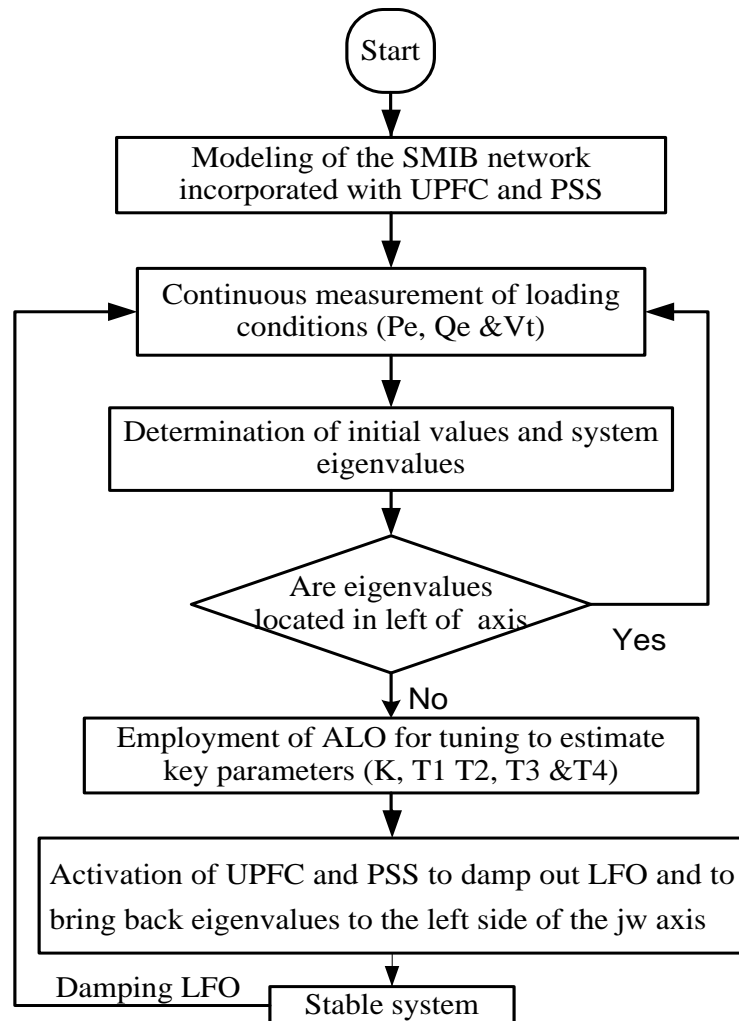 Start
Modeling of the SMIB network
incorporated with UPFC and PSS
Continuous measurement of loading
conditions (Pe, Qe &Vt)
Determination of initial values and system
eigenvalues
Are eigenvalues
located in left of axis
Yes
No
Employment of ALO for tuning to estimate
key parameters (K, T1 T2, T3 &T4)
Activation of UPFC and PSS to damp out LFO and to
bring back eigenvalues to the left side of the jw axis
Damping LFO
Stable system